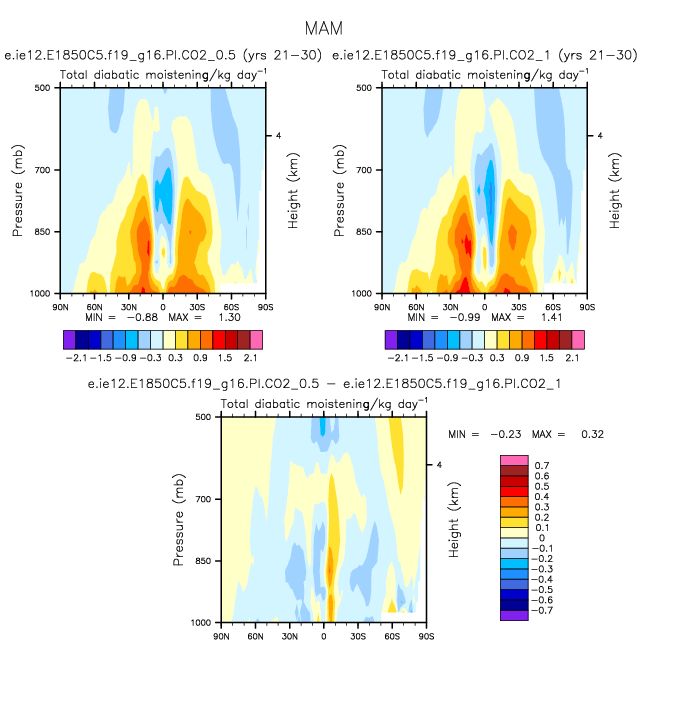 MAM
e.ie12.E1850C5.f19_g16.PI.CO2_0.5 (yrs 21−30) e.ie12.E1850C5.f19_g16.PI.CO2_1 (yrs 21−30)
Total diabatic moistening/kg day−1 Total diabatic moistening/kg day−1
500 500
4 4
700 700
Pressure (mb) Height (km) Pressure (mb) Height (km)
850 850
1000 1000
90N 60N 30N 0 30S 60S 90S 90N 60N 30N 0 30S 60S 90S
MIN = −0.88 MAX = 1.30 MIN = −0.99 MAX = 1.41
−2.1 −1.5 −0.9 −0.3 0.3 0.9 1.5 2.1 −2.1 −1.5 −0.9 −0.3 0.3 0.9 1.5 2.1
e.ie12.E1850C5.f19_g16.PI.CO2_0.5 − e.ie12.E1850C5.f19_g16.PI.CO2_1
Total diabatic moistening/kg day−1
500
MIN = −0.23 MAX = 0.32
4
0.7
0.6
0.5
700
0.4
0.3
0.2
0.1
Pressure (mb) Height (km)
0
−0.1
−0.2
850
−0.3
−0.4
−0.5
−0.6
−0.7
1000
90N 60N 30N 0 30S 60S 90S